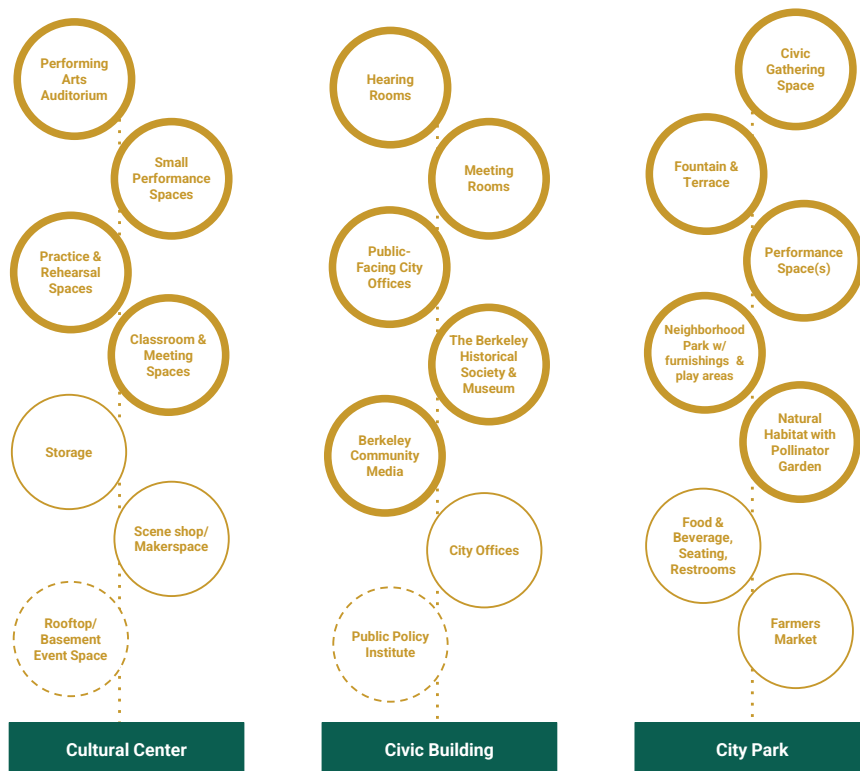 Performing
Arts
Auditorium
Small
Performance
Spaces
Practice &
Rehearsal
Spaces
Classroom &
Meeting
Spaces
Storage
Scene shop/
Makerspace
Rooftop/
Basement
Event Space
Cultural Center
Hearing
Rooms
Meeting
Rooms
Public-
Facing City
Offices
The Berkeley
Historical
Society &
Museum
Berkeley
Community
Media
City Offices
Public Policy
Institute
Civic Building
Civic
Gathering
Space
Fountain &
Terrace
Performance
Space(s)
Neighborhood
Park w/
furnishings &
play areas
Natural
Habitat with
Pollinator
Garden
Food &
Beverage,
Seating,
Restrooms
Farmers
Market
City Park